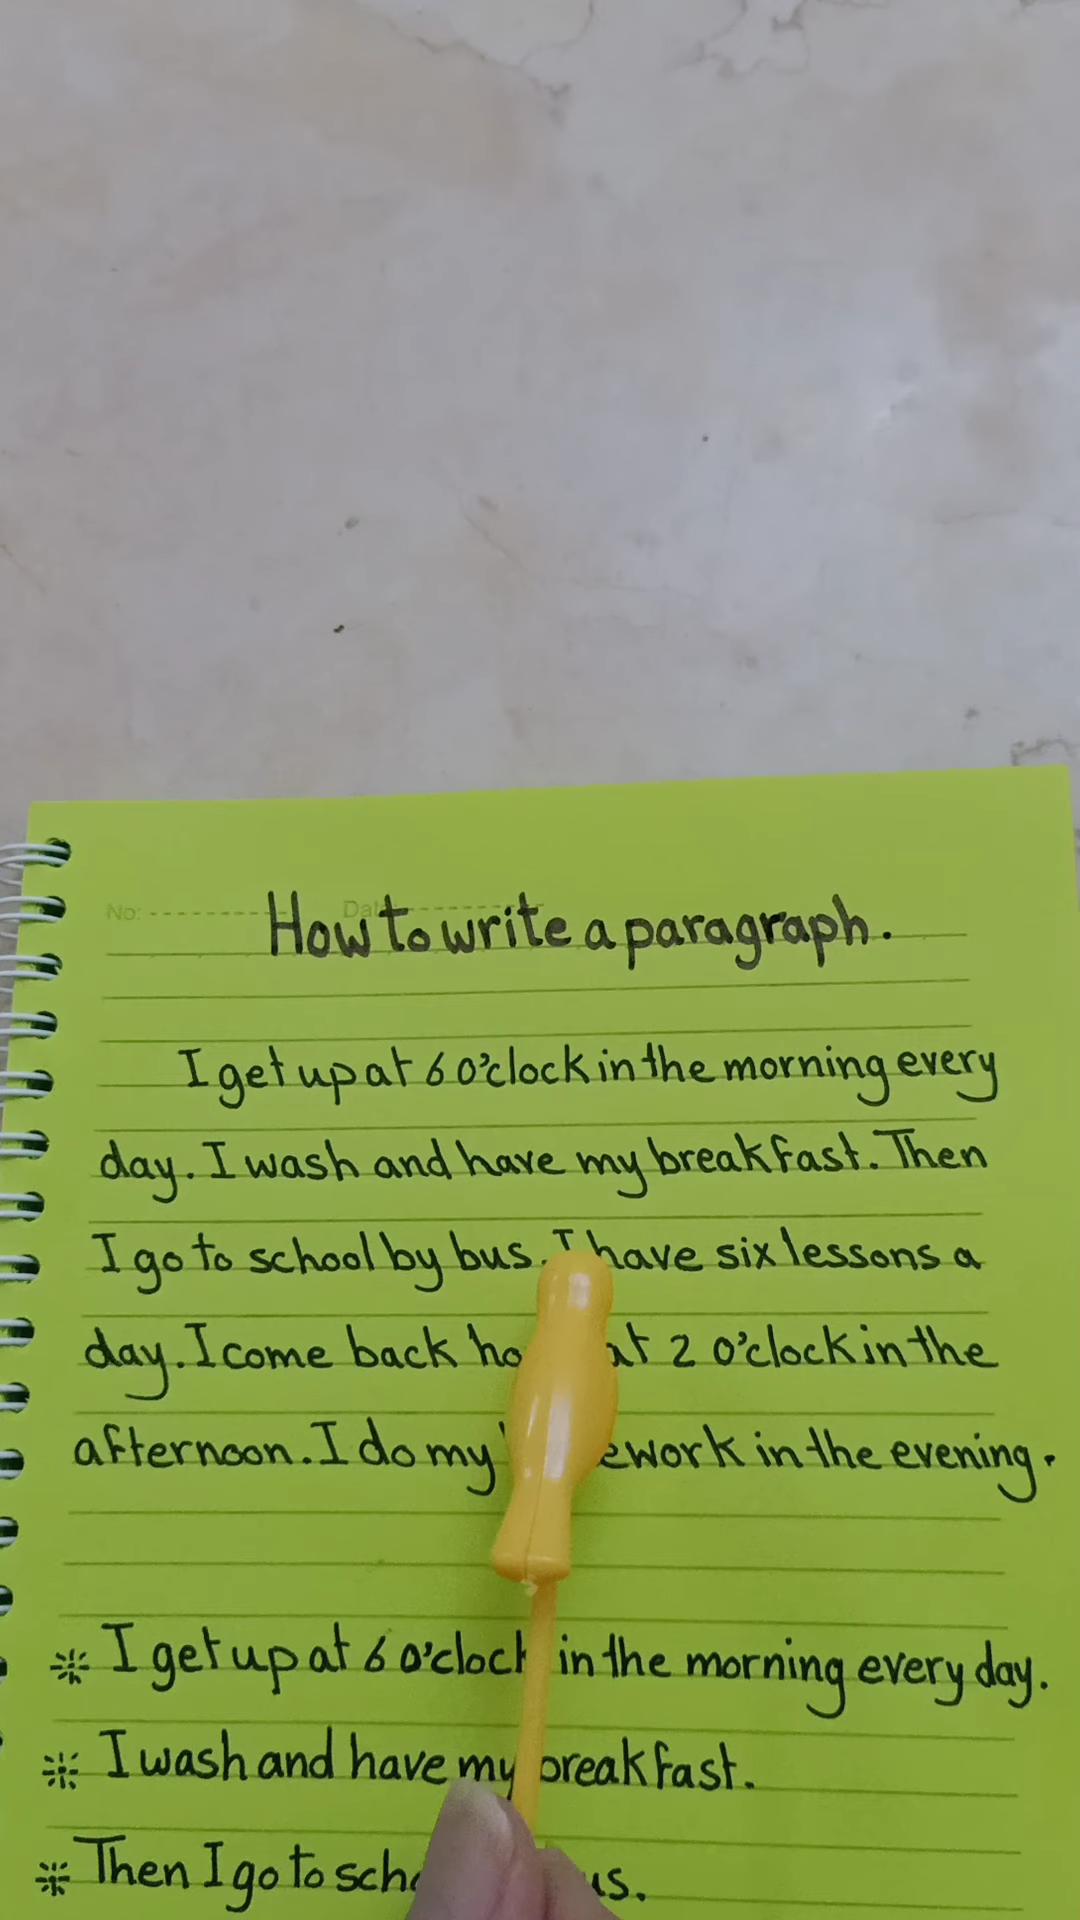 No: Date:
How to write a paragraph.
I get up at 6 o'clock in the morning every
day. I wash and have my breakfast. Then
I go to school by bus. I have six lessons a
day. I come back at 2 o'clock in the
afternoon. I do my in the evening.
I get up at 6 o'clock in the morning every day.
I wash and have my breakfast.
Then I go to us.